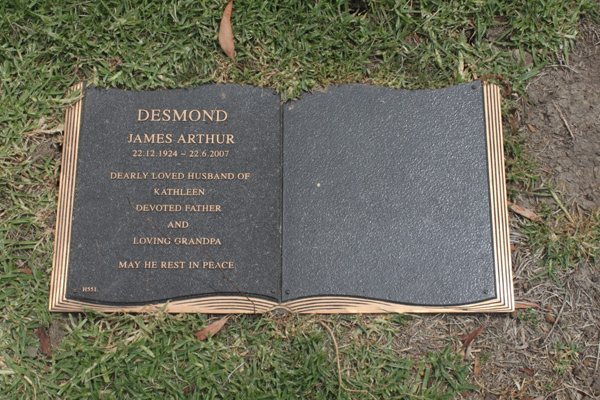 DESMOND
JAMES ARTHUR
22.12.1924 ~ 22.6.2007
DEARLY LOVED HUSBAND OF
KATHLEEN
DEVOTED FATHER
AND
LOVING GRANDPA
MAY HE REST IN PEACE
H551